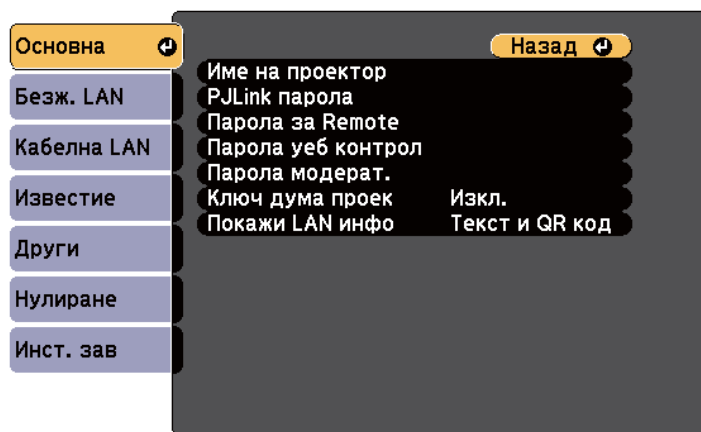 Основна
Безж. LAN
Кабелна LAN
Известие
Други
Нулиране
Инст. зав
Назад
Име на проектор
PJLink парола
Парола за Remote
Парола уеб контрол
Парола модерат.
Ключ дума проек Изкл.
Покажи LAN инфо Текст и QR код